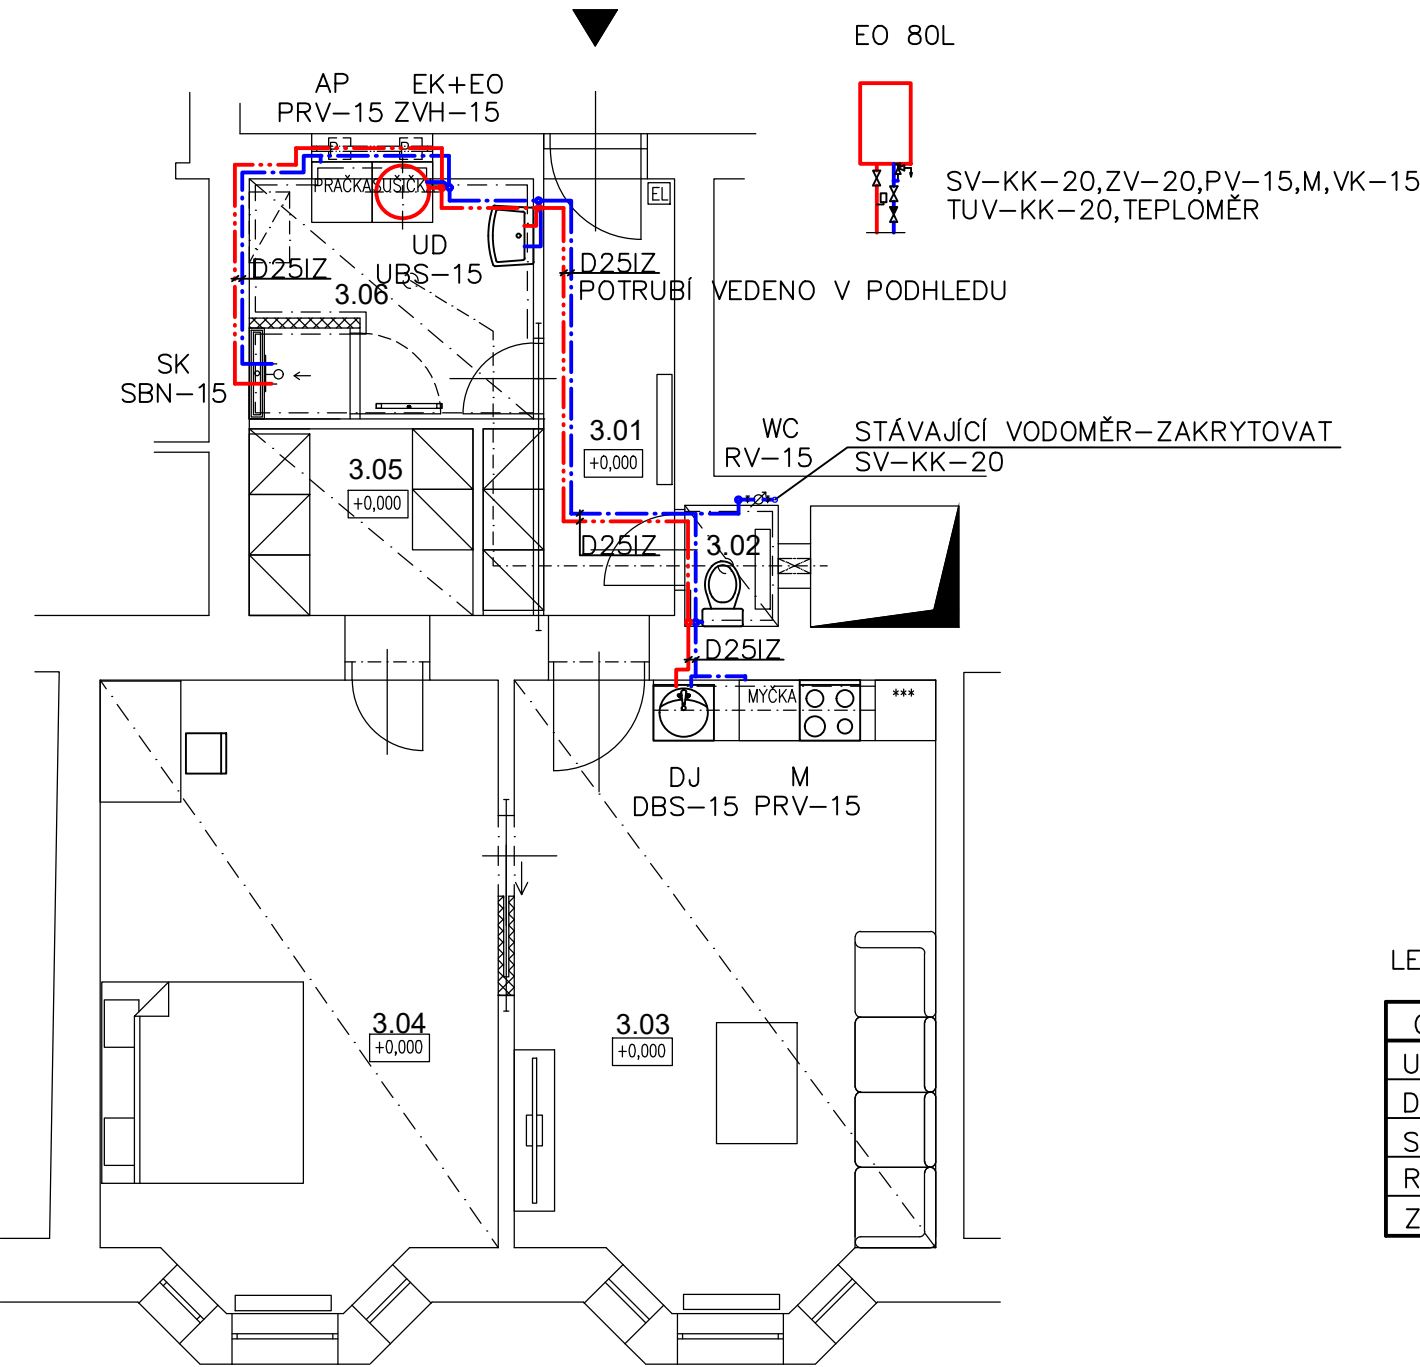 EO 80L
AP
PRV-15
EK+EO
ZVH-15
PRAČKA
SUŠIČK
EL
SV-KK-20,ZV-20,PV-15,M,VK-15
TUV-KK-20,TEPLOMĚR
UD
UBS-15
D25IZ
3.06
D25IZ
POTRUBÍ VEDENO V PODHLEDU
SK
SBN-15
3.01
+0,000
WC
RV-15
STÁVAJÍCÍ VODOMĚR-ZAKRYTOVAT
SV-KK-20
3.05
+0,000
D25IZ
3.02
D25IZ
MYČKA
***
DJ
DBS-15
M
PRV-15
3.04
+0,000
3.03
+0,000
LE
U
D
S
R
Z